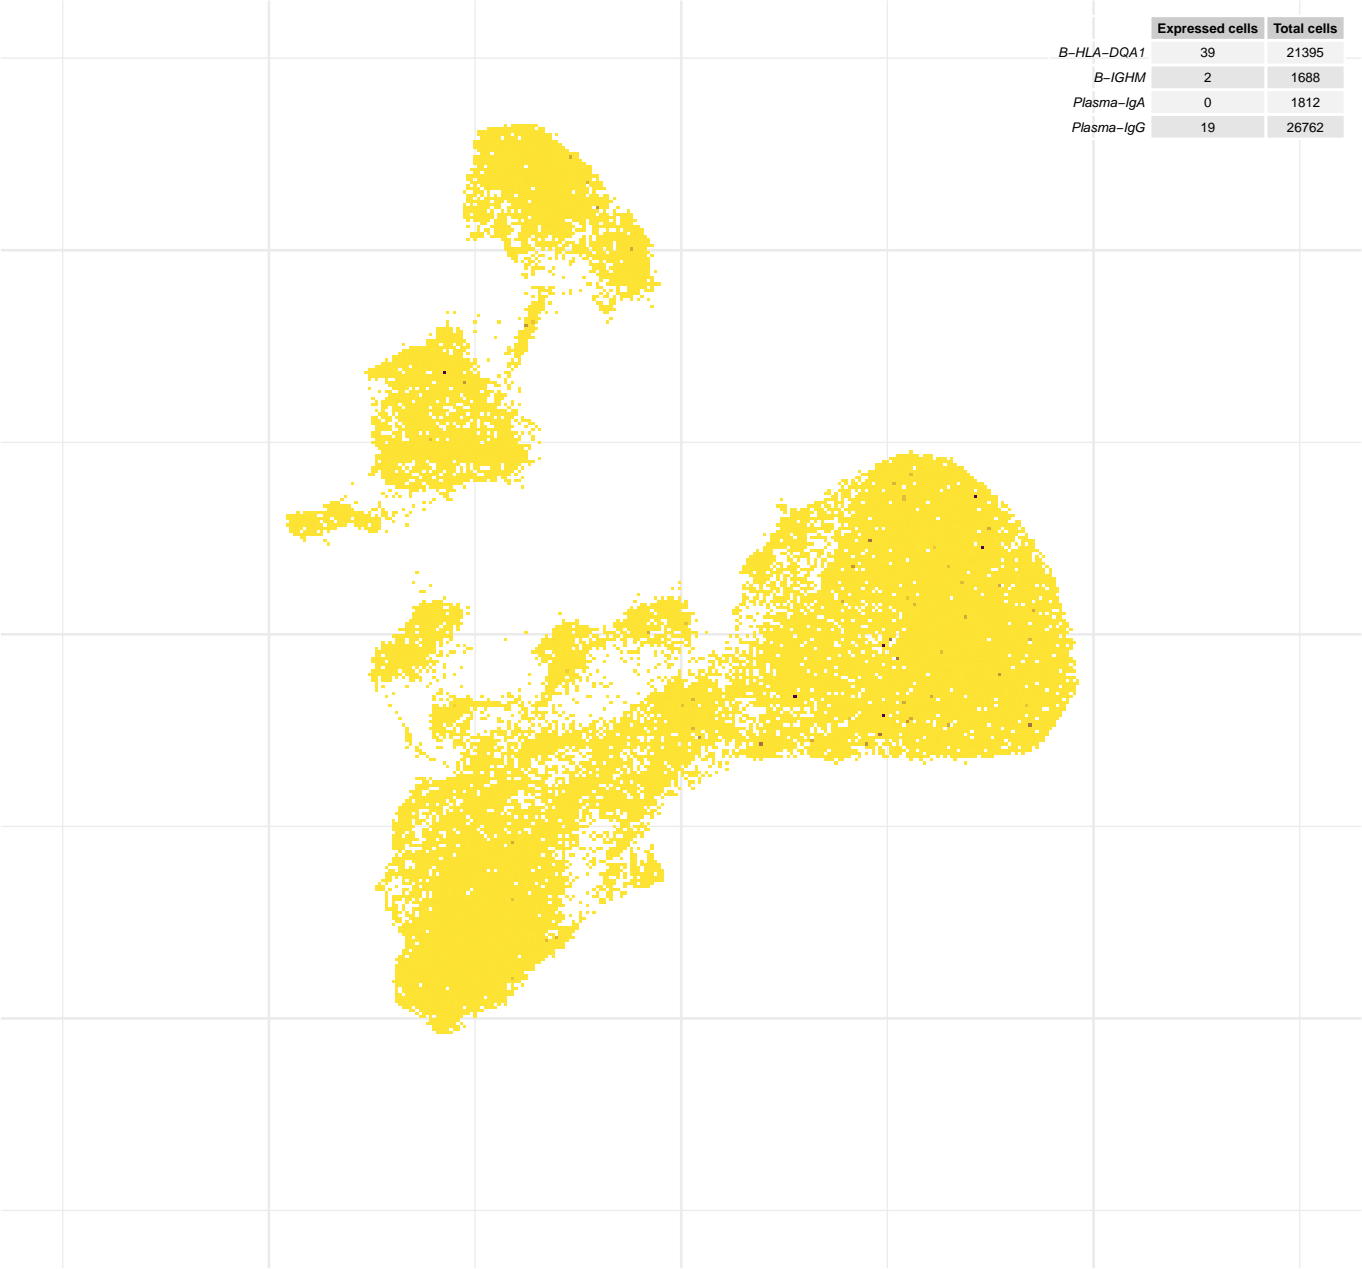 Expressed cells Total cells
B−HLA−DQA1 39 21395
B−IGHM 2 1688
Plasma−IgA 0 1812
Plasma−IgG 19 26762